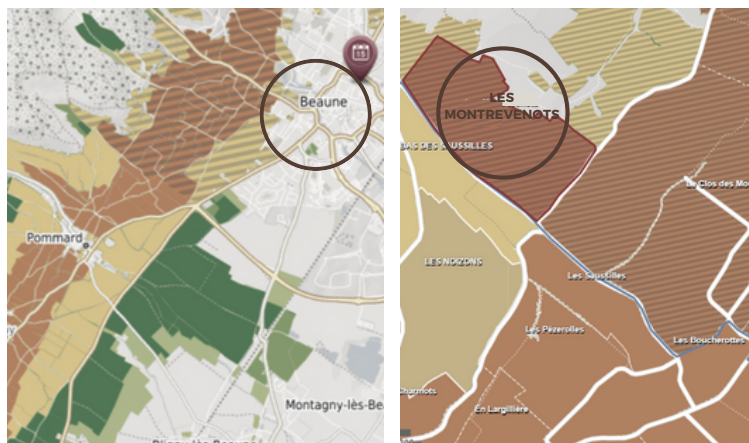 15
Beaune
Pommard
Montagny-lès-Be
LES
MONTREVENOTS
BAS DES SAUSSILLES
Le Clos des Mo
LES NOIZONS
Les Saussilles
Les Pézerolles
Les Boucherottes
Charmots
En Largillière